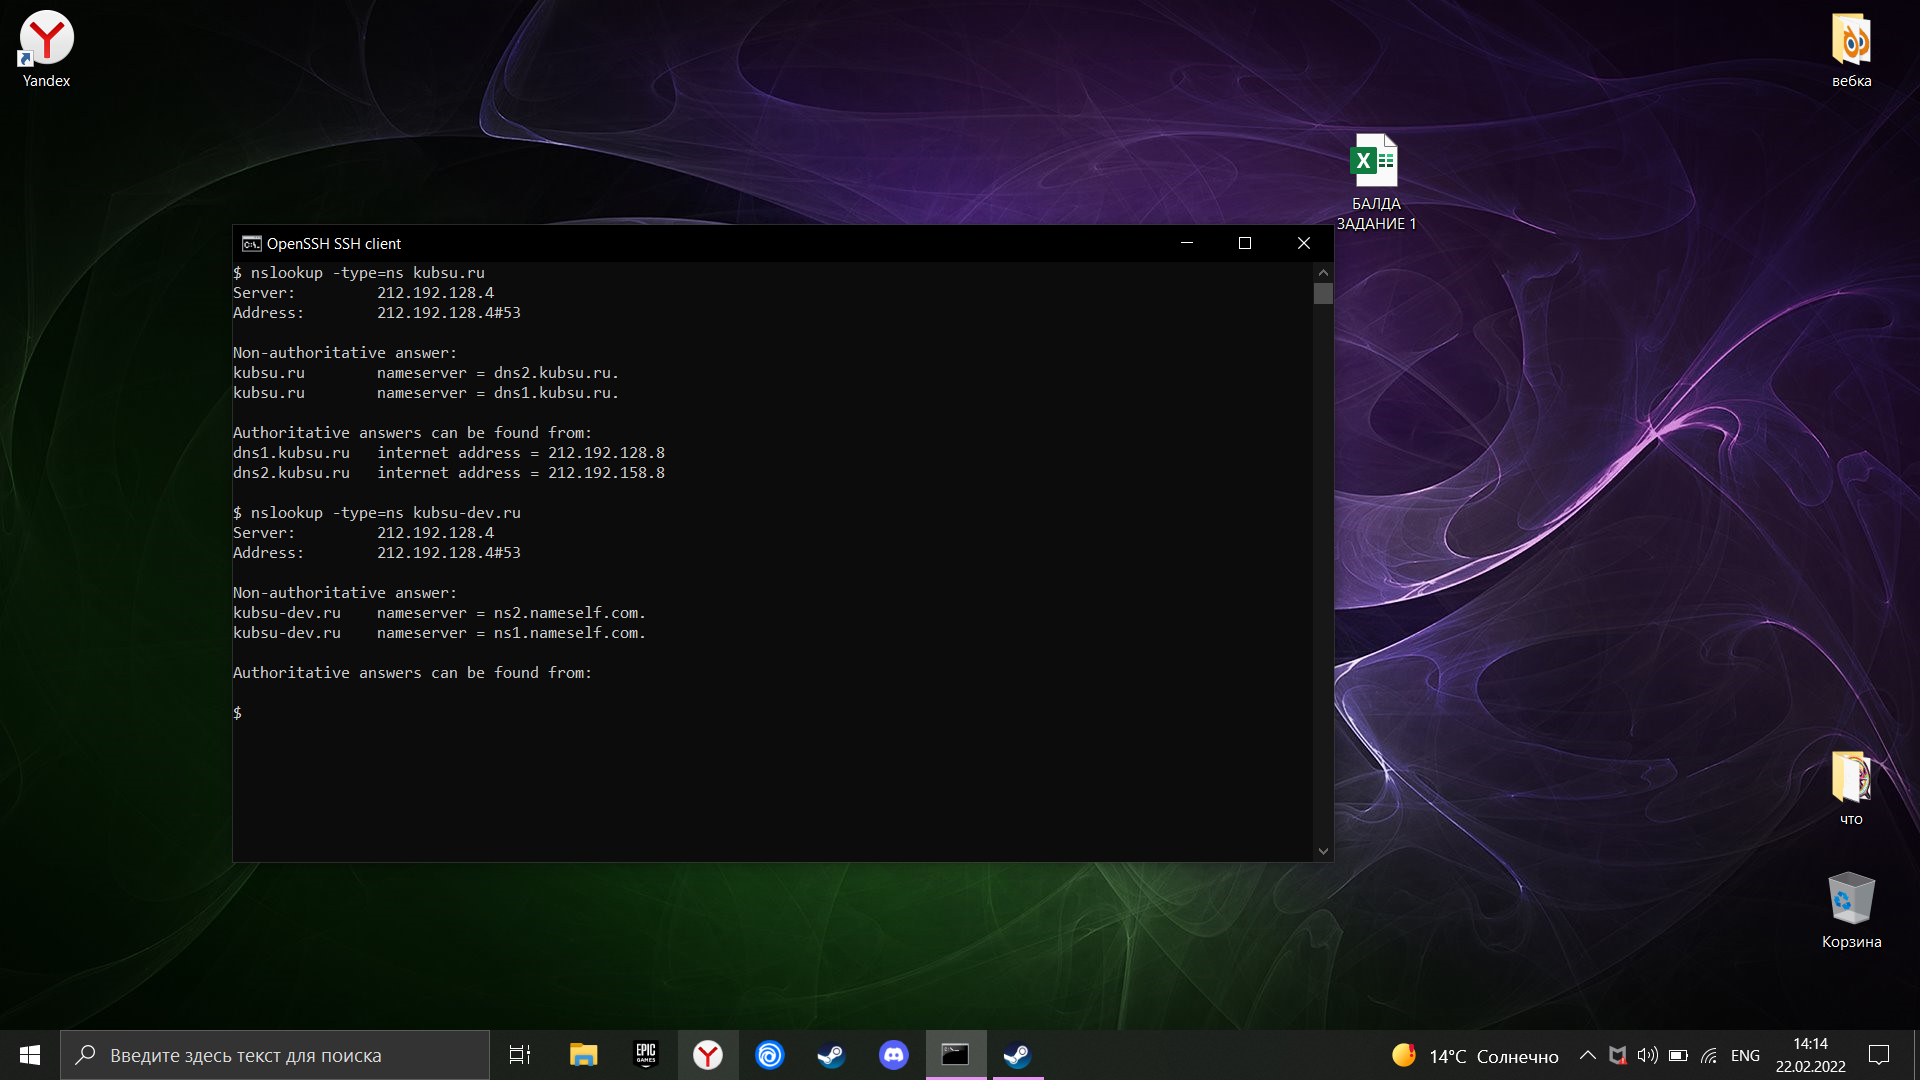 Yandex
вебка
БАЛДА
ЗАДАНИЕ 1
OpenSSH SSH client
$ nslookup -type=ns kubsu.ru
Server:         212.192.128.4
Address:        212.192.128.4#53
Non-authoritative answer:
kubsu.ru        nameserver = dns2.kubsu.ru.
kubsu.ru        nameserver = dns1.kubsu.ru.
Authoritative answers can be found from:
dns1.kubsu.ru   internet address = 212.192.128.8
dns2.kubsu.ru   internet address = 212.192.158.8
$ nslookup -type=ns kubsu-dev.ru
Server:         212.192.128.4
Address:        212.192.128.4#53
Non-authoritative answer:
kubsu-dev.ru    nameserver = ns2.nameself.com.
kubsu-dev.ru    nameserver = ns1.nameself.com.
Authoritative answers can be found from:
$
что
Корзина
Введите здесь текст для поиска
EPIC
GAMES
14°C Солнечно
ENG
14:14
22.02.2022